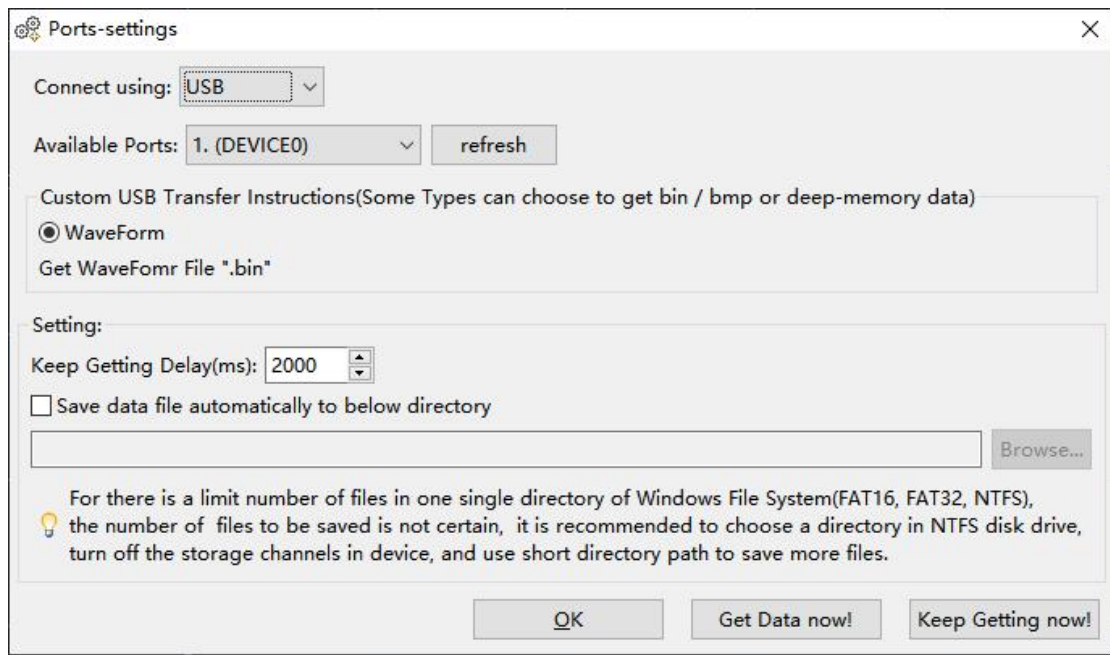 Ports-settings
Connect using: USB
Available Ports: 1. (DEVICE0) refresh
Custom USB Transfer Instructions(Some Types can choose to get bin / bmp or deep-memory data)
WaveForm
Get WaveFomr File ".bin"
Setting:
Keep Getting Delay(ms): 2000
Save data file automatically to below directory
Browse...
For there is a limit number of files in one single directory of Windows File System(FAT16, FAT32, NTFS),
the number of files to be saved is not certain, it is recommended to choose a directory in NTFS disk drive,
turn off the storage channels in device, and use short directory path to save more files.
OK Get Data now! Keep Getting now!